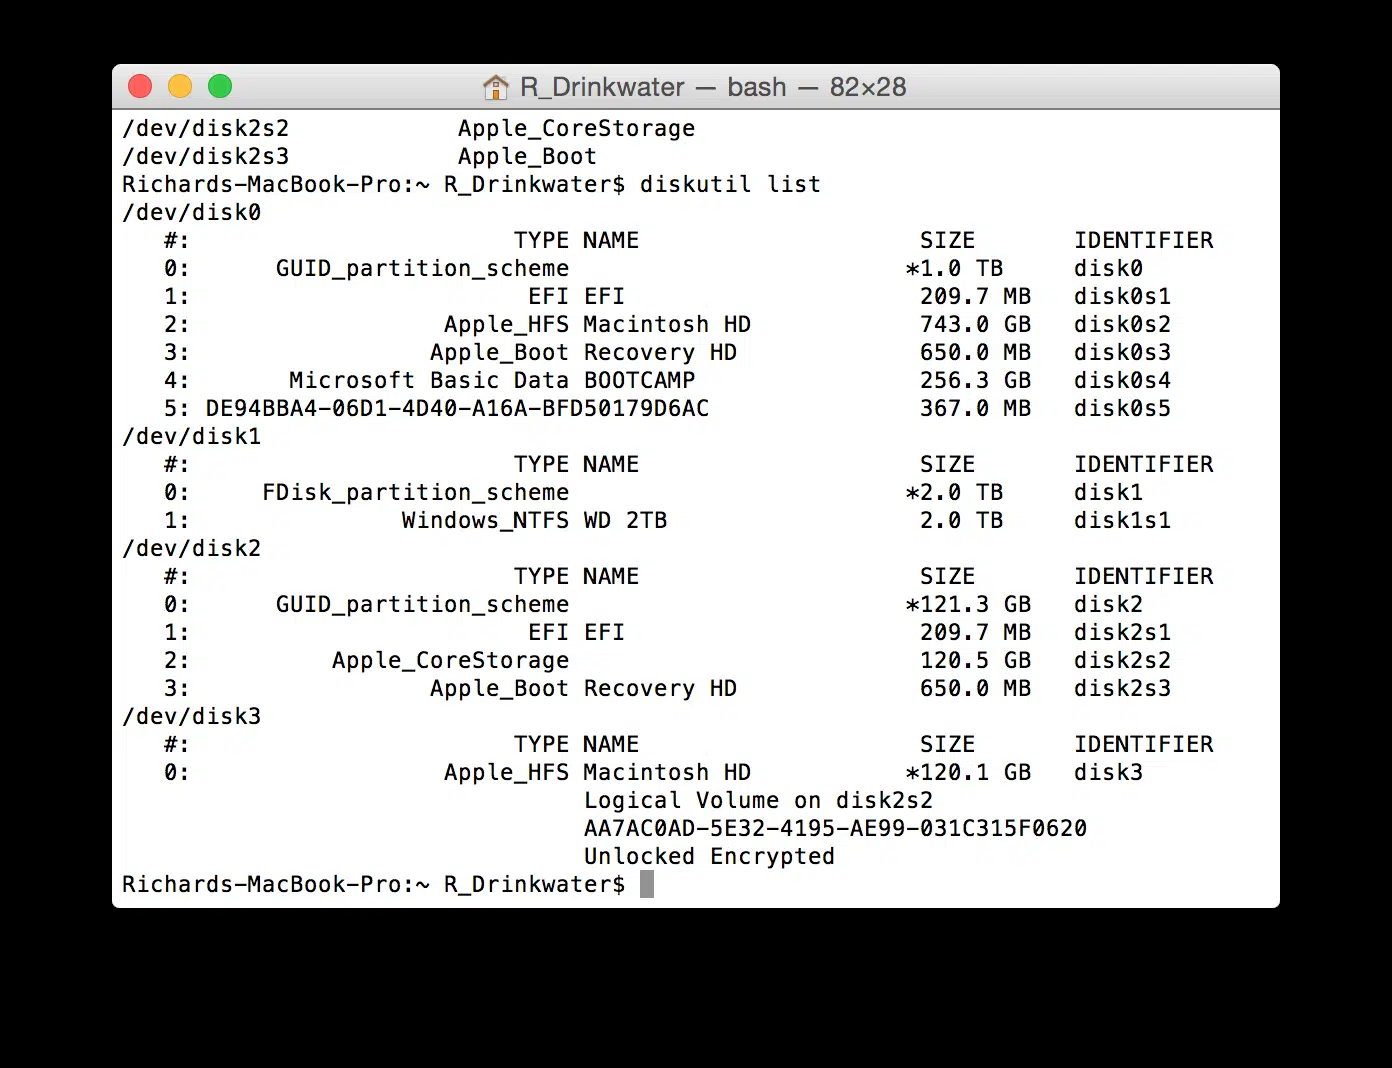 R_Drinkwater — bash — 82×28
/dev/disk2s2            Apple_CoreStorage
/dev/disk2s3            Apple_Boot
Richards-MacBook-Pro:~ R_Drinkwater$ diskutil list
/dev/disk0
   #:                       TYPE NAME                    SIZE       IDENTIFIER
   0:      GUID_partition_scheme                        *1.0 TB     disk0
   1:                        EFI EFI                     209.7 MB   disk0s1
   2:                  Apple_HFS Macintosh HD            743.0 GB   disk0s2
   3:                 Apple_Boot Recovery HD             650.0 MB   disk0s3
   4:       Microsoft Basic Data BOOTCAMP                256.3 GB   disk0s4
   5: DE94BBA4-06D1-4D40-A16A-BFD50179D6AC               367.0 MB   disk0s5
/dev/disk1
   #:                       TYPE NAME                    SIZE       IDENTIFIER
   0:     FDisk_partition_scheme                        *2.0 TB     disk1
   1:               Windows_NTFS WD 2TB                  2.0 TB     disk1s1
/dev/disk2
   #:                       TYPE NAME                    SIZE       IDENTIFIER
   0:      GUID_partition_scheme                        *121.3 GB   disk2
   1:                        EFI EFI                     209.7 MB   disk2s1
   2:          Apple_CoreStorage                         120.5 GB   disk2s2
   3:                 Apple_Boot Recovery HD             650.0 MB   disk2s3
/dev/disk3
   #:                       TYPE NAME                    SIZE       IDENTIFIER
   0:                  Apple_HFS Macintosh HD           *120.1 GB   disk3
                                 Logical Volume on disk2s2
                                 AA7AC0AD-5E32-4195-AE99-031C315F0620
                                 Unlocked Encrypted
Richards-MacBook-Pro:~ R_Drinkwater$